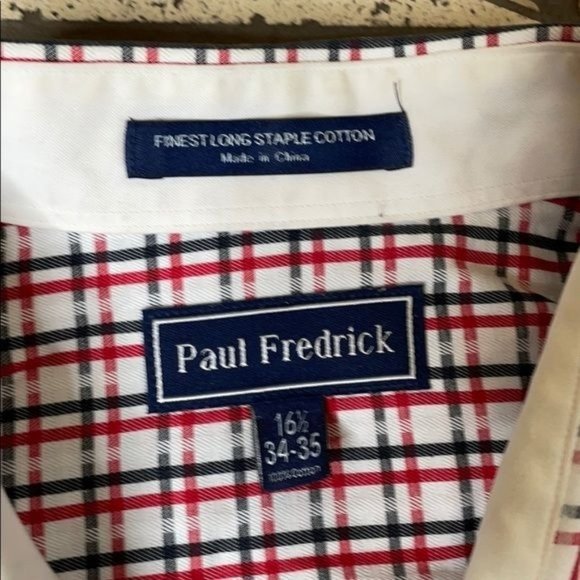 FINEST LONG STAPLE COTTON
Made in China
Paul Fredrick
16½
34-35
100% Cotton